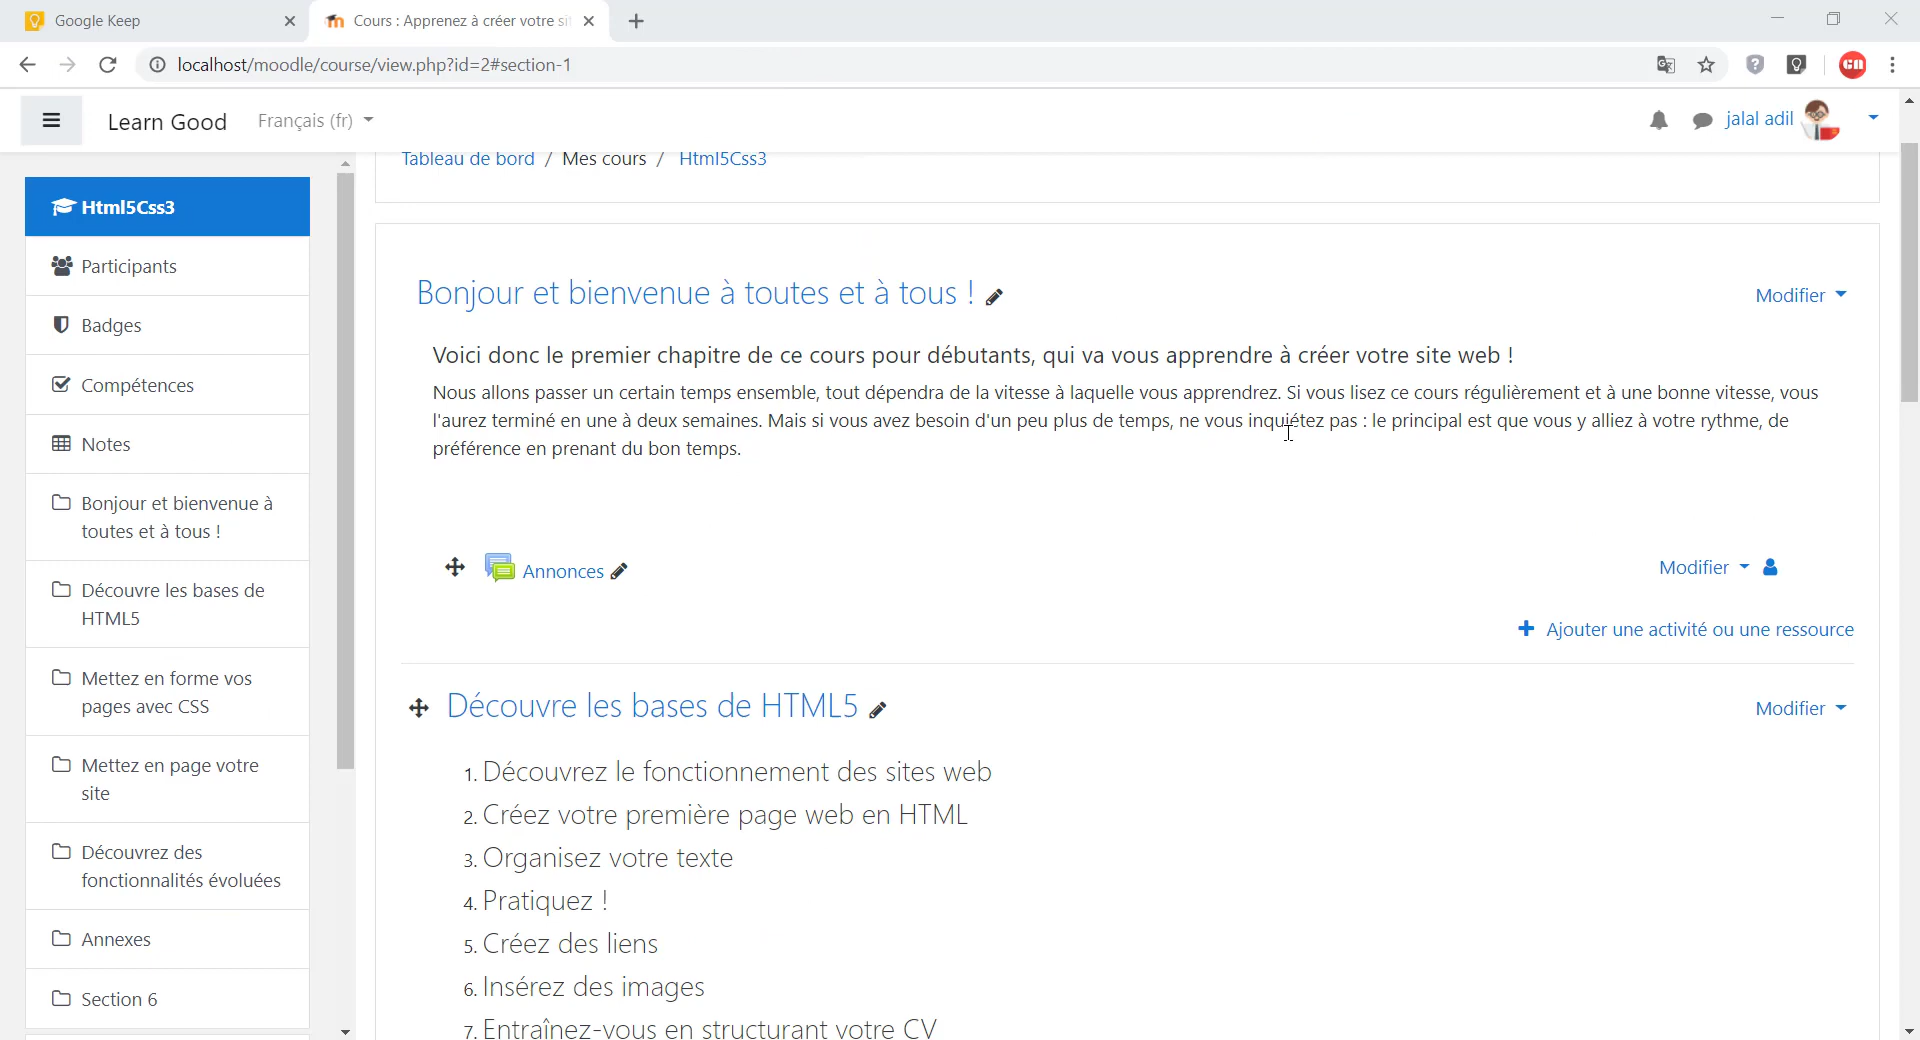 Google Keep
Cours : Apprenez à créer votre sit
localhost/moodle/course/view.php?id=2#section-1
GN
Learn Good
Français (fr)
jalal adil
Tableau de bord / Mes cours / Html5Css3
Html5Css3
Participants
Badges
Compétences
Notes
Bonjour et bienvenue à
toutes et à tous !
Découvre les bases de
HTML5
Mettez en forme vos
pages avec CSS
Mettez en page votre
site
Découvrez des
fonctionnalités évoluées
Annexes
Section 6
Bonjour et bienvenue à toutes et à tous !
Modifier
Voici donc le premier chapitre de ce cours pour débutants, qui va vous apprendre à créer votre site web !
Nous allons passer un certain temps ensemble, tout dépendra de la vitesse à laquelle vous apprendrez. Si vous lisez ce cours régulièrement et à une bonne vitesse, vous
l'aurez terminé en une à deux semaines. Mais si vous avez besoin d'un peu plus de temps, ne vous inquiétez pas : le principal est que vous y alliez à votre rythme, de
préférence en prenant du bon temps.
Annonces
Modifier
Ajouter une activité ou une ressource
Découvre les bases de HTML5
Modifier
1. Découvrez le fonctionnement des sites web
2. Créez votre première page web en HTML
3. Organisez votre texte
4. Pratiquez !
5. Créez des liens
6. Insérez des images
7. Entraînez-vous en structurant votre CV